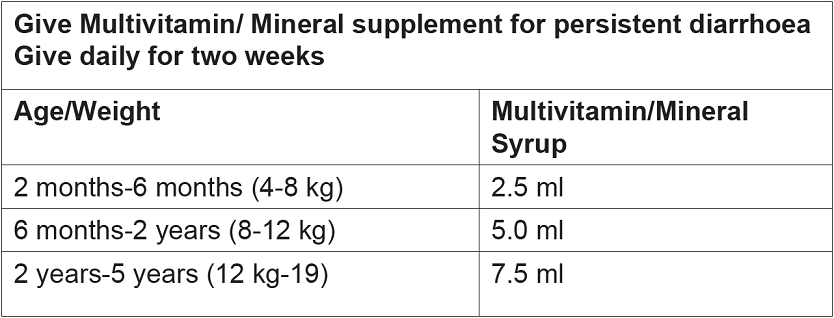 Give Multivitamin/ Mineral supplement for persistent diarrhoea
Give daily for two weeks
Age/Weight
Multivitamin/Mineral
Syrup
2 months-6 months (4-8 kg)
2.5 ml
6 months-2 years (8-12 kg)
5.0 ml
2 years-5 years (12 kg-19)
7.5 ml